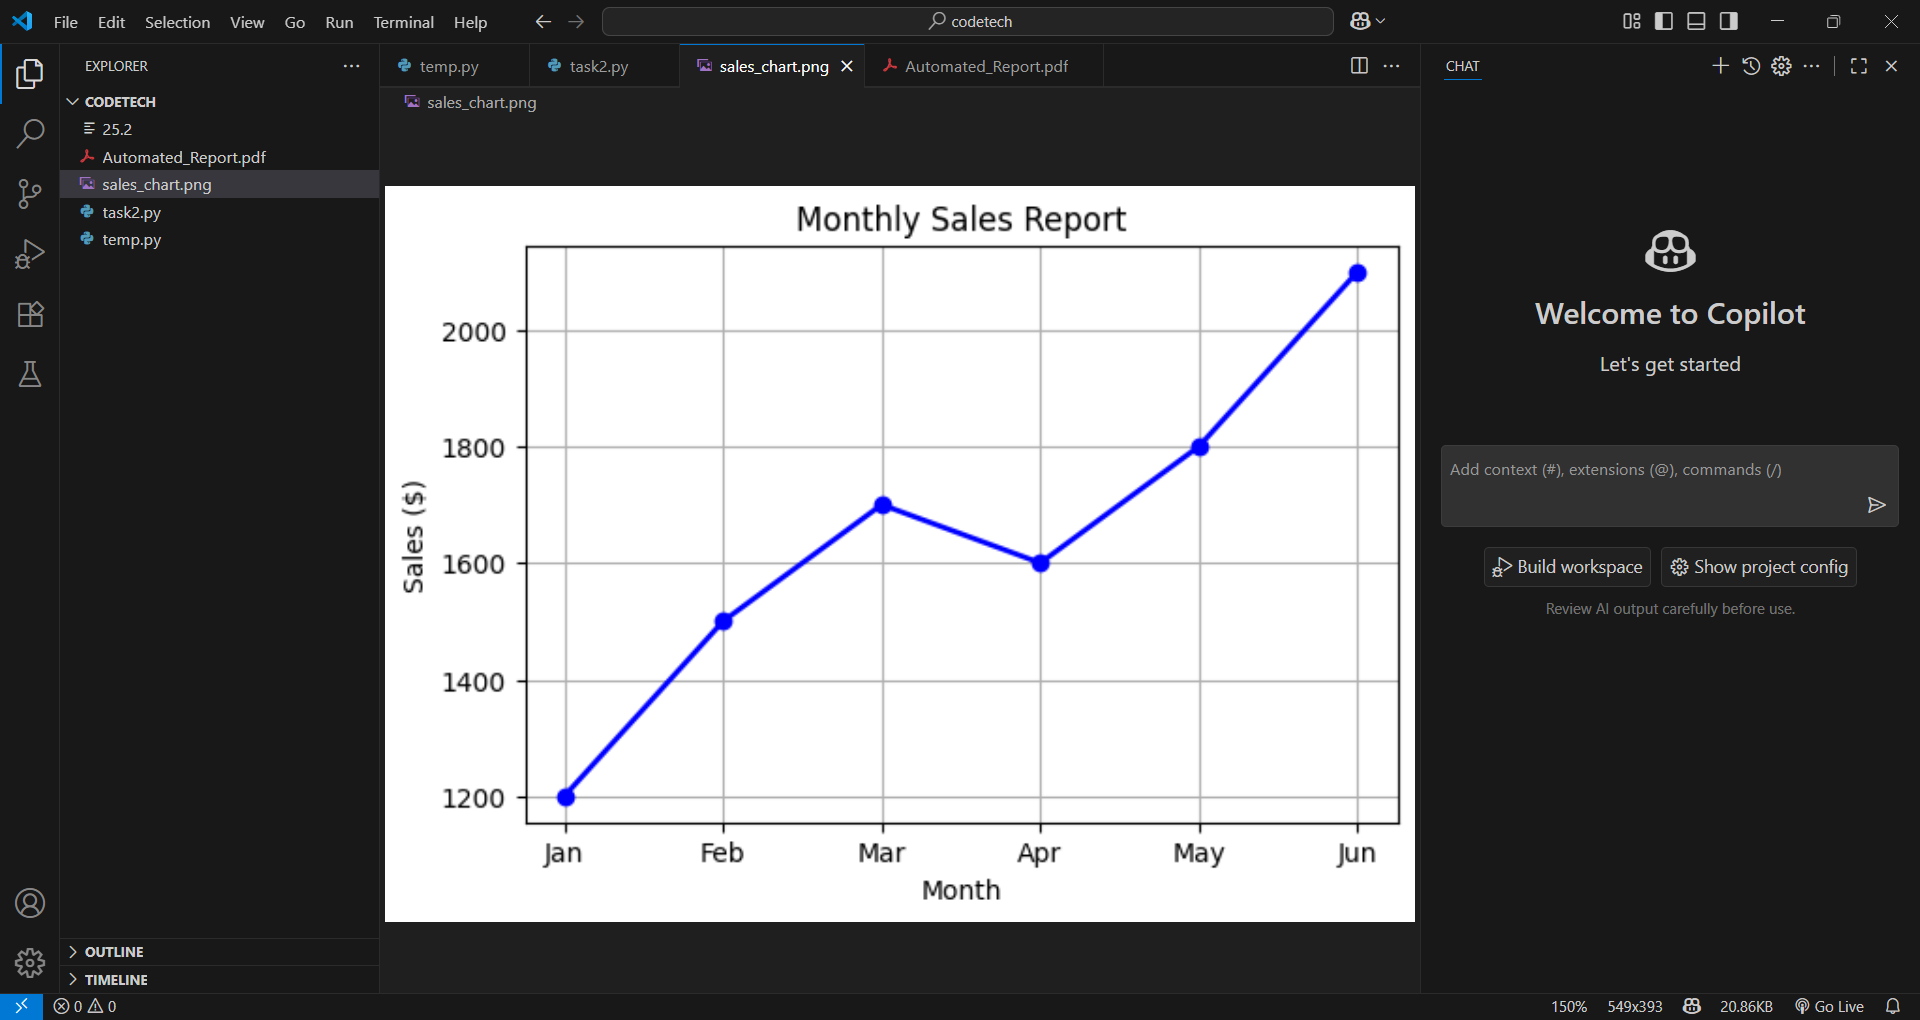 File Edit Selection View Go Run Terminal Help
codetech
EXPLORER
CODETECH
25.2
Automated_Report.pdf
sales_chart.png
task2.py
temp.py
OUTLINE
TIMELINE
temp.py
task2.py
sales_chart.png
Automated_Report.pdf
sales_chart.png
Monthly Sales Report
Sales ($)
2000
1800
1600
1400
1200
Jan Feb Mar Apr May Jun
Month
CHAT
Welcome to Copilot
Let's get started
Add context (#), extensions (@), commands (/)
Build workspace
Show project config
Review AI output carefully before use.
0 0
150% 549x393 20.86KB Go Live